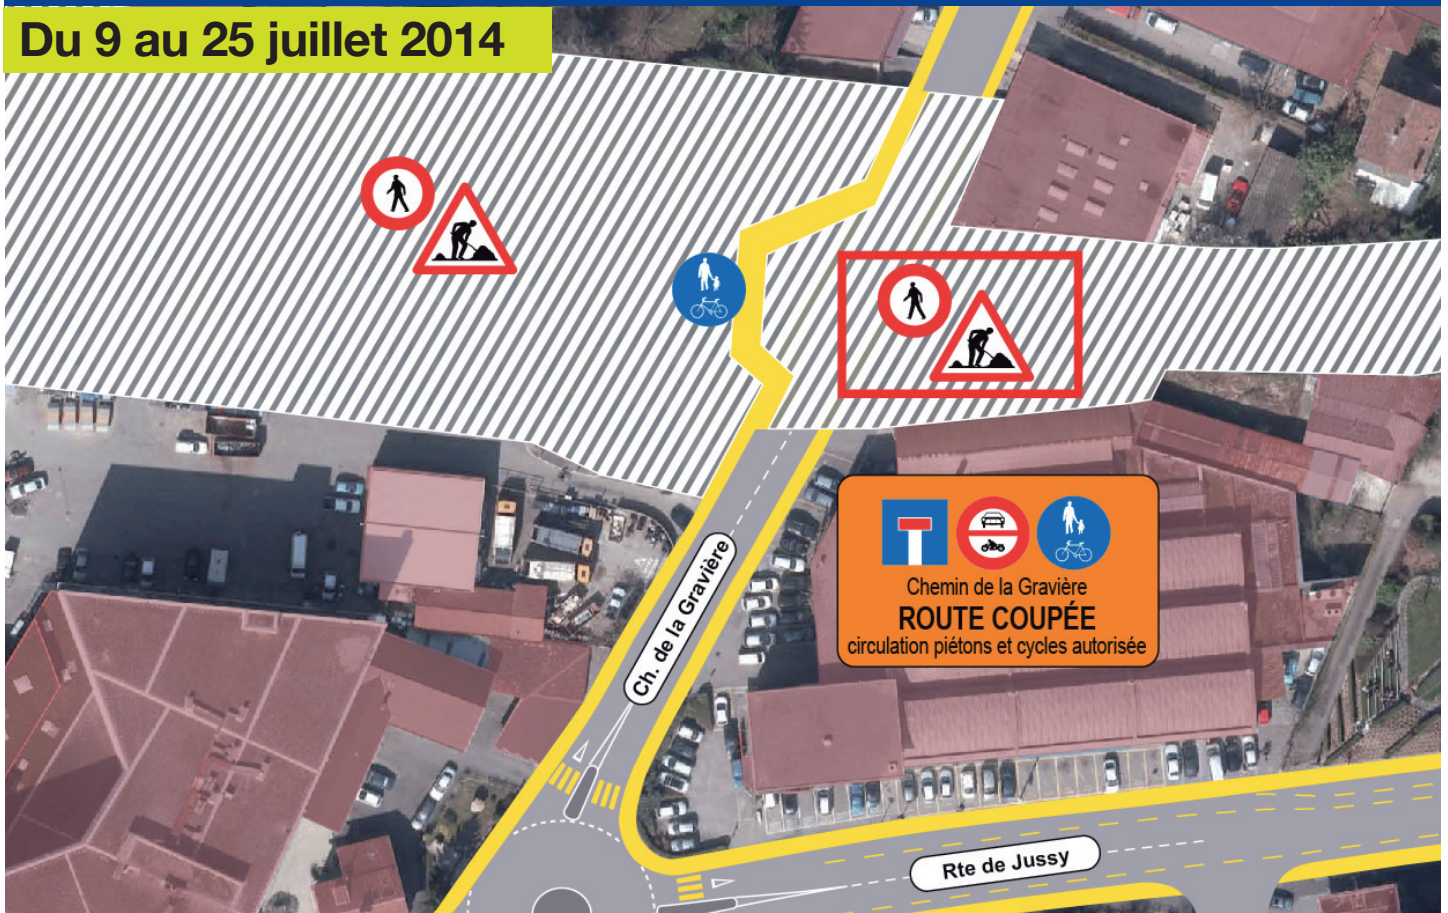 Du 9 au 25 juillet 2014
Chemin de la Gravière
ROUTE COUPÉE
circulation piétons et cycles autorisée
Ch. de la Gravière
Rte de Jussy